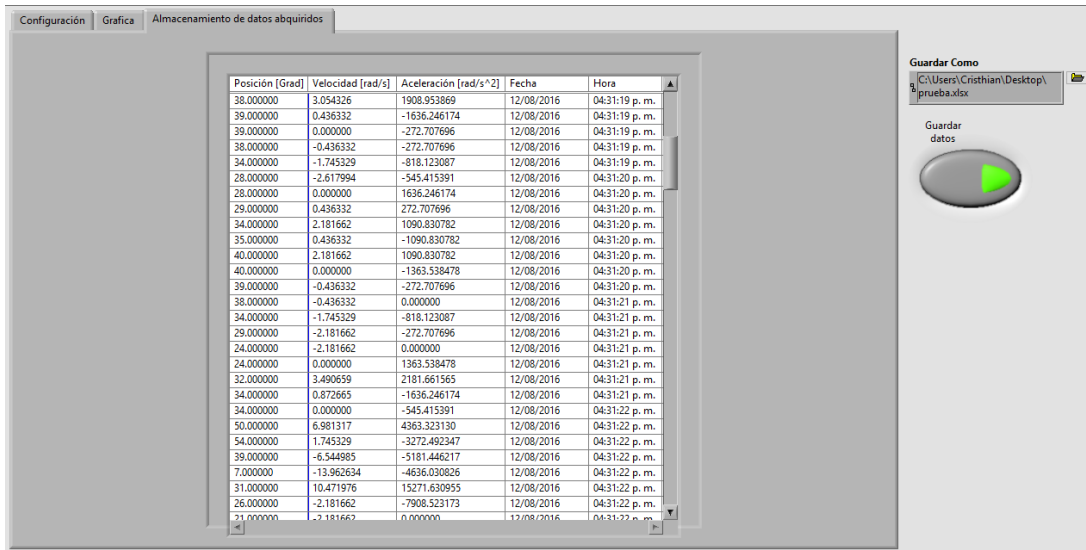 Configuración Grafica Almacenamiento de datos abquiridos
Guardar Como
C:\Users\Cristhian\Desktop\
prueba.xlsx
Guardar
datos
Posición [Grad] Velocidad [rad/s] Aceleración [rad/s^2] Fecha Hora
38.000000 3.054326 1908.953869 12/08/2016 04:31:19 p. m.
39.000000 0.436332 -1636.246174 12/08/2016 04:31:19 p. m.
39.000000 0.000000 -272.707696 12/08/2016 04:31:19 p. m.
38.000000 -0.436332 -272.707696 12/08/2016 04:31:19 p. m.
34.000000 -1.745329 -818.123087 12/08/2016 04:31:19 p. m.
28.000000 -2.617994 -545.415391 12/08/2016 04:31:20 p. m.
28.000000 0.000000 1636.246174 12/08/2016 04:31:20 p. m.
29.000000 0.436332 272.707696 12/08/2016 04:31:20 p. m.
34.000000 2.181662 1090.830782 12/08/2016 04:31:20 p. m.
35.000000 0.436332 -1090.830782 12/08/2016 04:31:20 p. m.
40.000000 2.181662 1090.830782 12/08/2016 04:31:20 p. m.
40.000000 0.000000 -1363.538478 12/08/2016 04:31:20 p. m.
39.000000 -0.436332 -272.707696 12/08/2016 04:31:20 p. m.
38.000000 -0.436332 0.000000 12/08/2016 04:31:21 p. m.
34.000000 -1.745329 -818.123087 12/08/2016 04:31:21 p. m.
29.000000 -2.181662 -272.707696 12/08/2016 04:31:21 p. m.
24.000000 -2.181662 0.000000 12/08/2016 04:31:21 p. m.
24.000000 0.000000 1363.538478 12/08/2016 04:31:21 p. m.
32.000000 3.490659 2181.661565 12/08/2016 04:31:21 p. m.
34.000000 0.872665 -1636.246174 12/08/2016 04:31:21 p. m.
34.000000 0.000000 -545.415391 12/08/2016 04:31:22 p. m.
50.000000 6.981317 4363.323130 12/08/2016 04:31:22 p. m.
54.000000 1.745329 -3272.492347 12/08/2016 04:31:22 p. m.
39.000000 -6.544985 -5181.446217 12/08/2016 04:31:22 p. m.
7.000000 -13.962634 -4636.030826 12/08/2016 04:31:22 p. m.
31.000000 10.471976 15271.630955 12/08/2016 04:31:22 p. m.
26.000000 -2.181662 -7908.523173 12/08/2016 04:31:22 p. m.
21.000000 -2.181662 0.000000 12/08/2016 04:31:22 p. m.